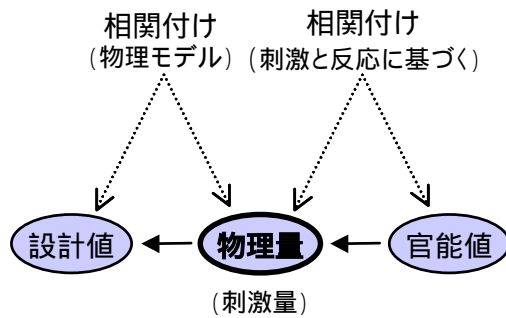 相関付け
(物理モデル)
相関付け
(刺激と反応に基づく)
設計値
物理量
官能値
(刺激量)